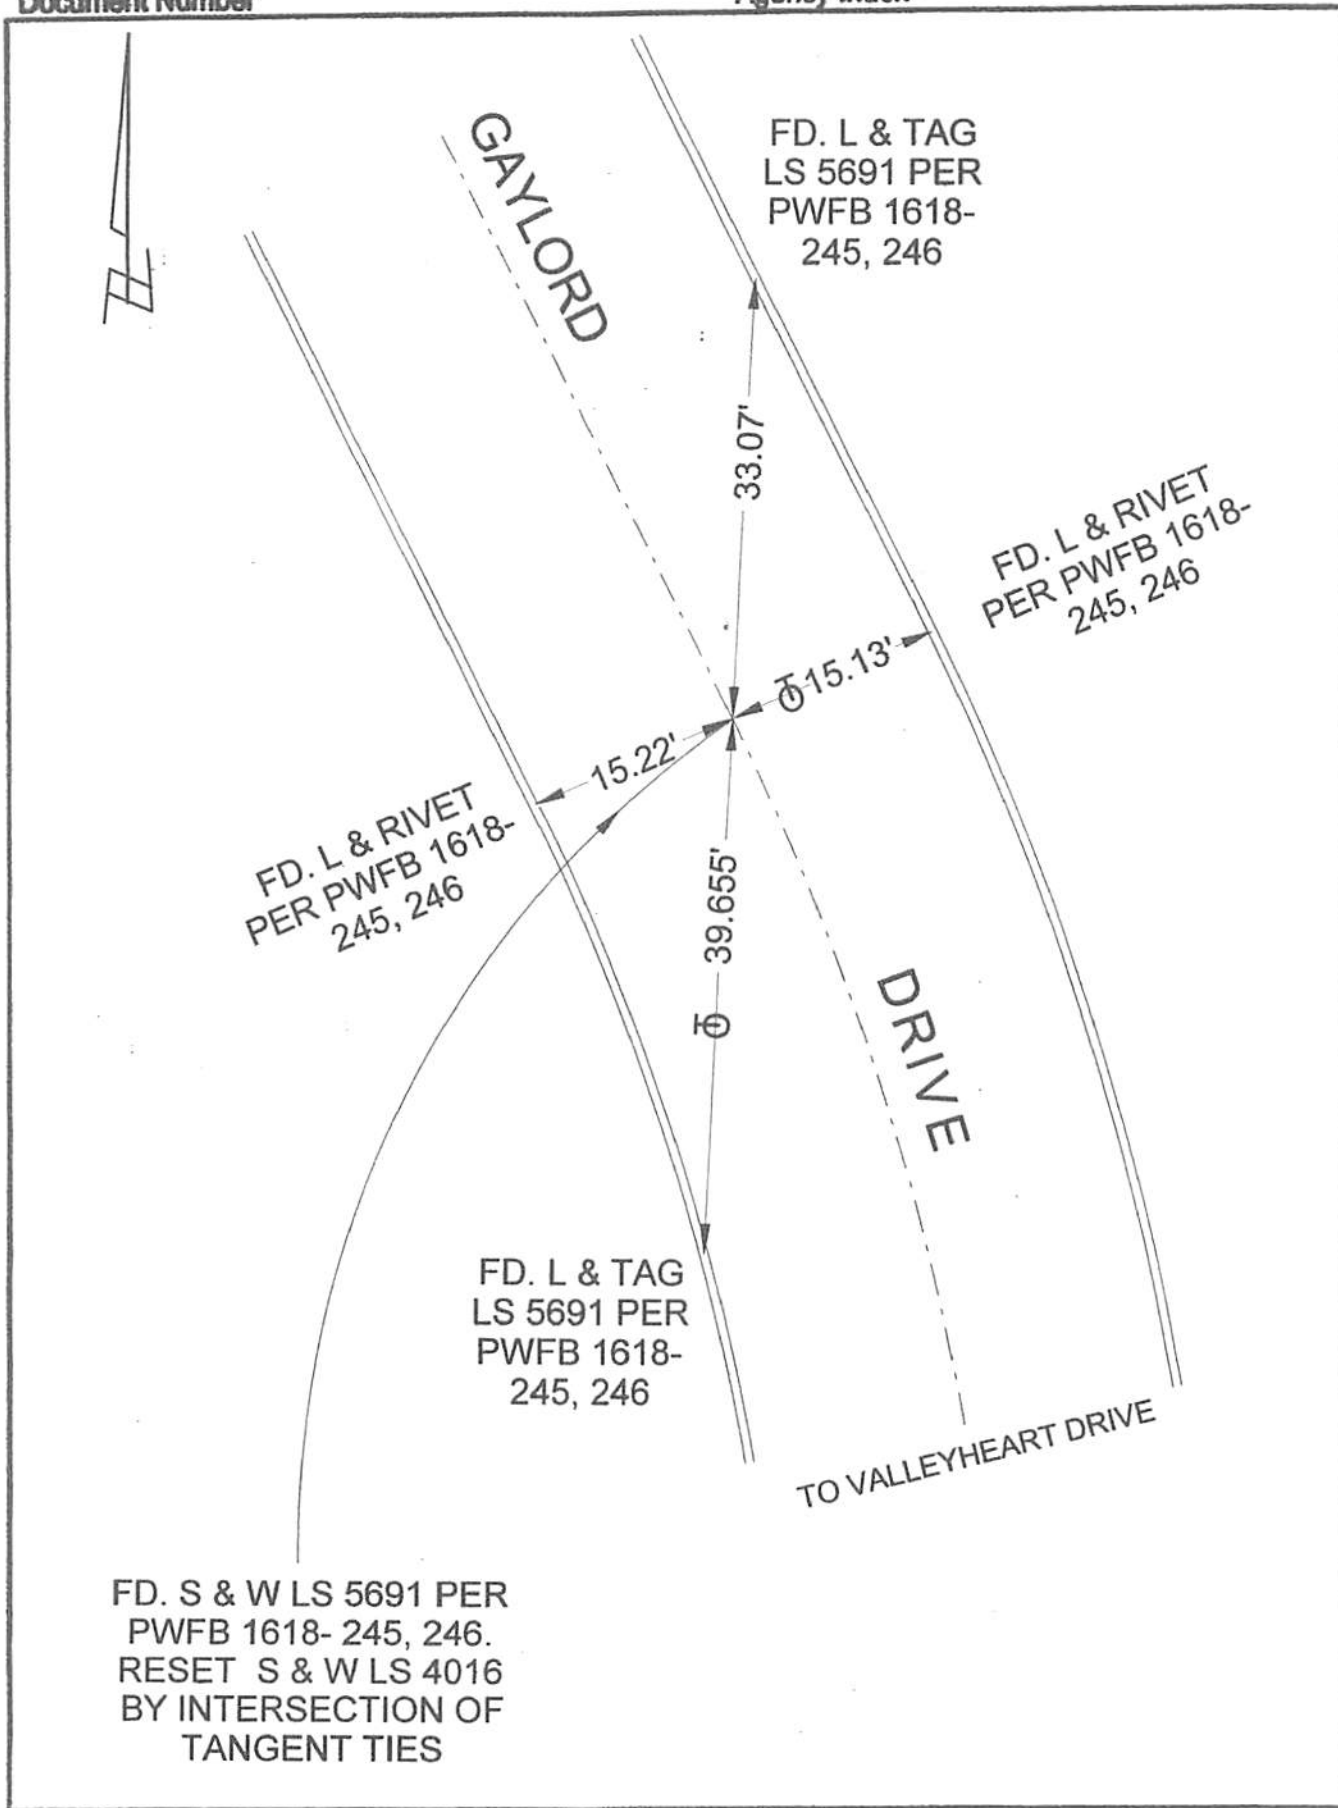 Document Number
Agency Index
GAYLORD
FD. L & TAG
LS 5691 PER
PWFB 1618-
245, 246
33.07'
FD. L & RIVET
PER PWFB 1618-
245, 246
15.13'
15.22'
FD. L & RIVET
PER PWFB 1618-
245, 246
39.655'
DRIVE
FD. L & TAG
LS 5691 PER
PWFB 1618-
245, 246
TO VALLEYHEART DRIVE
FD. S & W LS 5691 PER
PWFB 1618- 245, 246.
RESET S & W LS 4016
BY INTERSECTION OF
TANGENT TIES